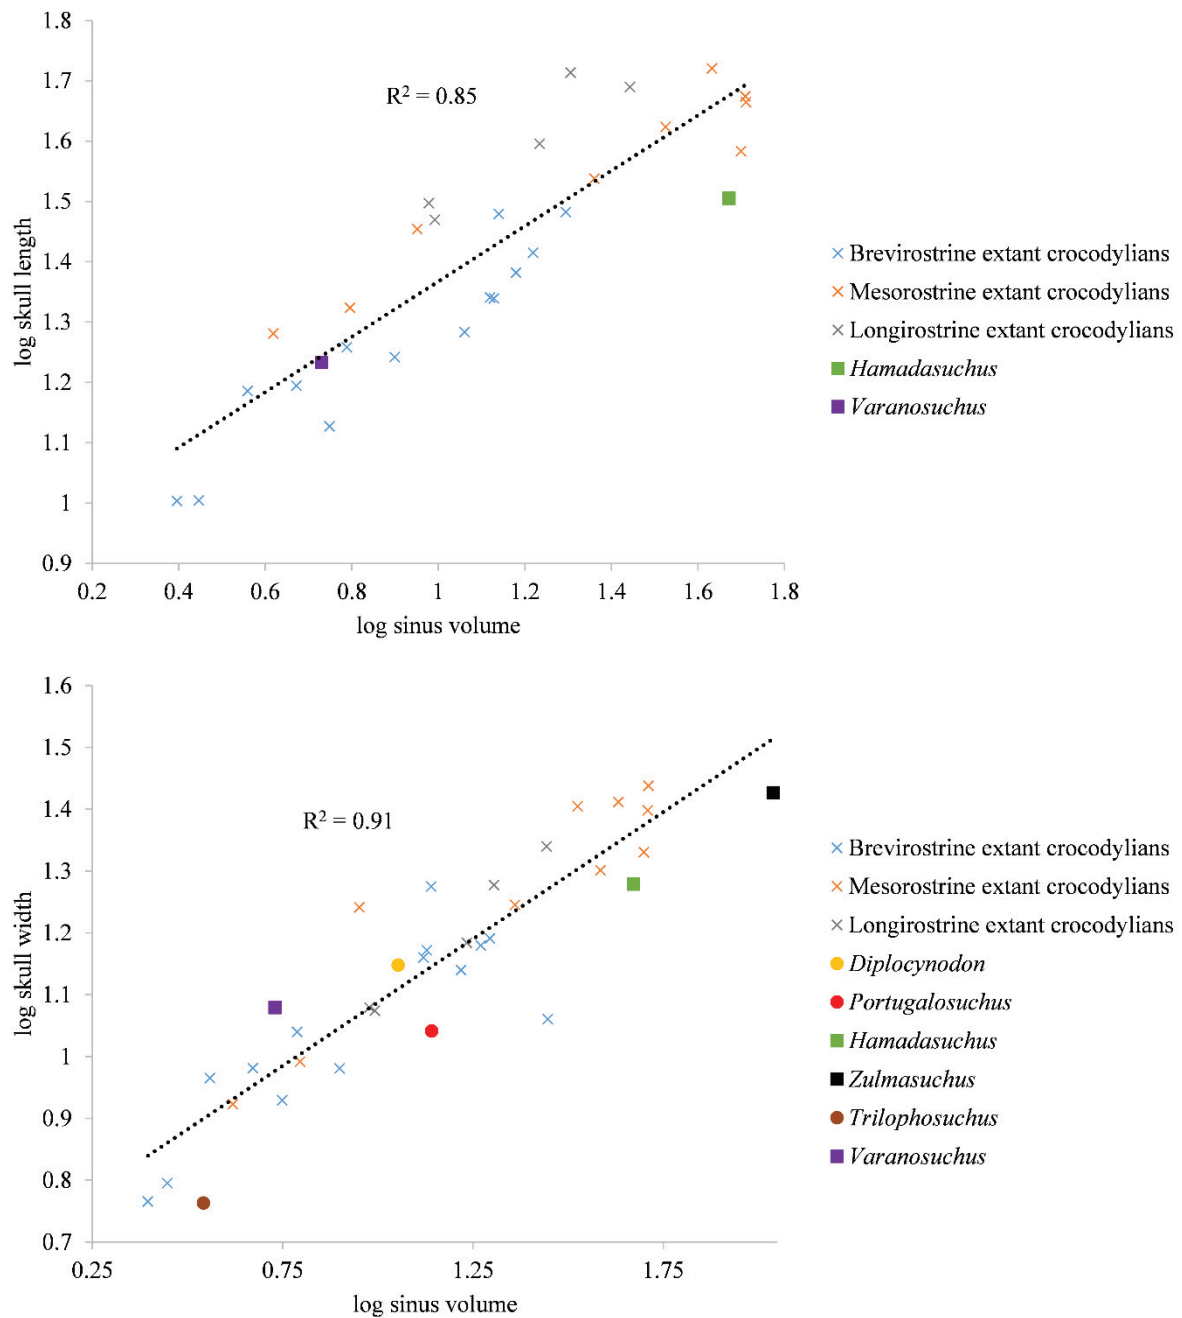 1.8
1.7
1.6
1.5
1.4
1.3
1.2
1.1
1
0.9
log skull length
R² = 0.85
0.2 0.4 0.6 0.8 1 1.2 1.4 1.6 1.8
log sinus volume
Brevirostrine extant crocodylians
Mesorostrine extant crocodylians
Longirostrine extant crocodylians
Hamadasuchus
Varanosuchus
1.6
1.5
1.4
1.3
1.2
1.1
1
0.9
0.8
0.7
log skull width
R² = 0.91
0.25 0.75 1.25 1.75
log sinus volume
Brevirostrine extant crocodylians
Mesorostrine extant crocodylians
Longirostrine extant crocodylians
Diplocynodon
Portugalosuchus
Hamadasuchus
Zulmasuchus
Trilophosuchus
Varanosuchus